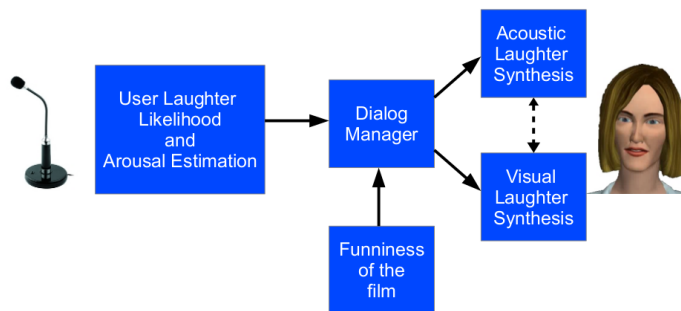 User Laughter
Likelihood
and
Arousal Estimation
Dialog
Manager
Acoustic
Laughter
Synthesis
Visual
Laughter
Synthesis
Funniness
of the
film